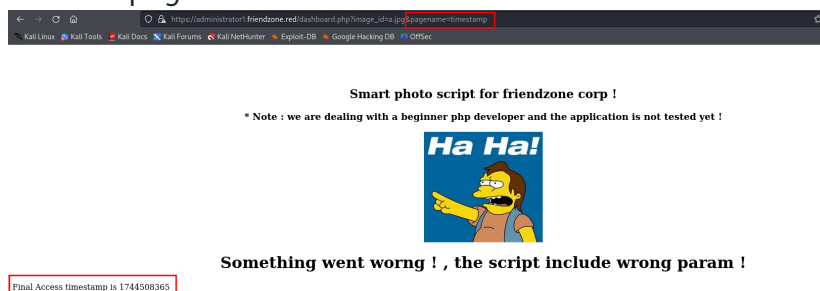 https://administrator1.friendzone.red/dashboard.php?image_id=a.jpg&pagename=timestamp
Kali Linux Kali Tools Kali Docs Kali Forums Kali NetHunter Exploit-DB Google Hacking DB OffSec
Smart photo script for friendzone corp !
* Note : we are dealing with a beginner php developer and the application is not tested yet !
Ha Ha!
Something went worng ! , the script include wrong param !
Final Access timestamp is 1744508365